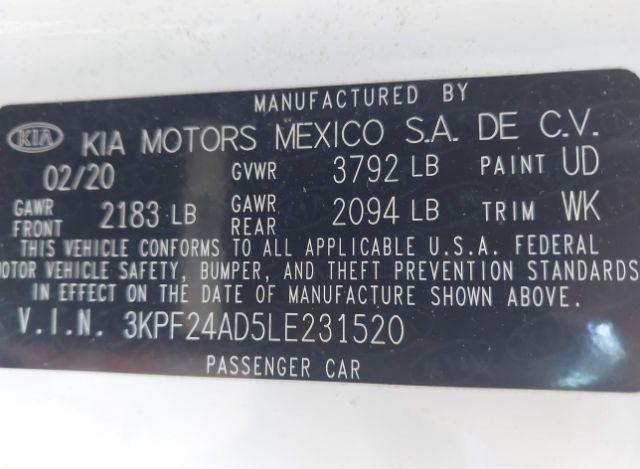 MANUFACTURED BY
KIA KIA MOTORS MEXICO S.A. DE C.V.
02/20 GVWR 3792 LB PAINT UD
GAWR FRONT 2183 LB GAWR REAR 2094 LB TRIM WK
THIS VEHICLE CONFORMS TO ALL APPLICABLE U.S.A. FEDERAL
MOTOR VEHICLE SAFETY, BUMPER, AND THEFT PREVENTION STANDARDS
IN EFFECT ON THE DATE OF MANUFACTURE SHOWN ABOVE.
V.I.N. 3KPF24AD5LE231520
PASSENGER CAR